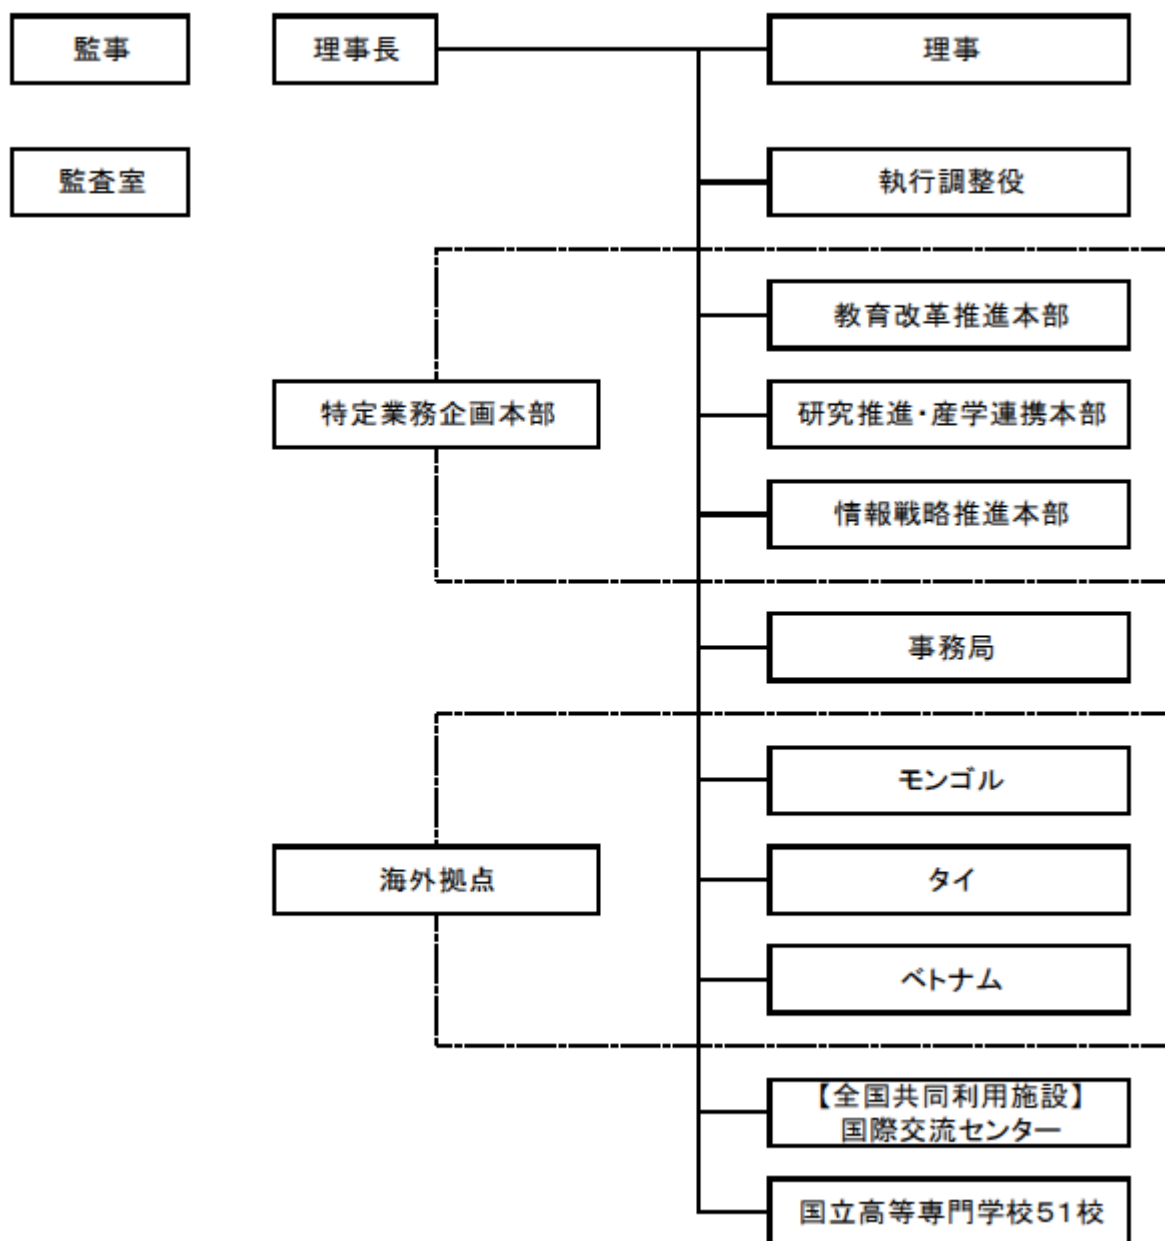 監事
理事長
理事
監査室
執行調整役
教育改革推進本部
特定業務企画本部
研究推進・産学連携本部
情報戦略推進本部
事務局
モンゴル
海外拠点
タイ
ベトナム
【全国共同利用施設】
国際交流センター
国立高等専門学校51校